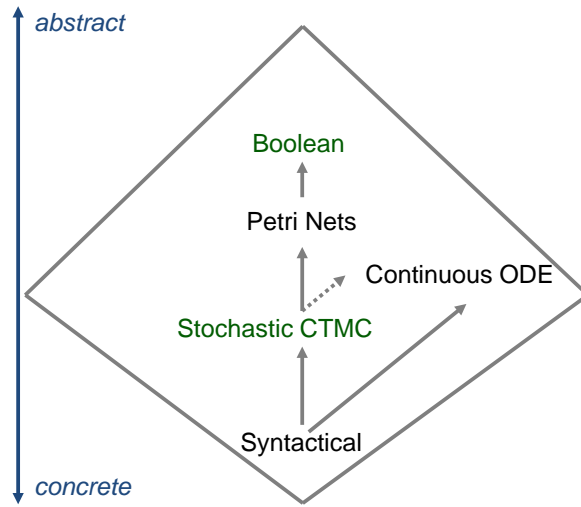 abstract
Boolean
Petri Nets
Continuous ODE
Stochastic CTMC
Syntactical
concrete